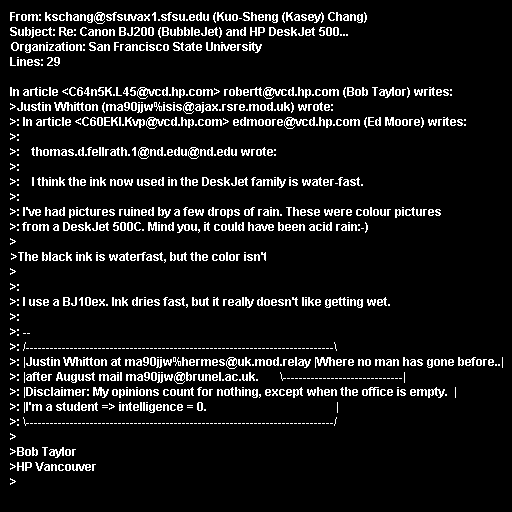 From: kschang@sfsuvax1.sfsu.edu (Kuo-Sheng (Kasey) Chang)
Subject: Re: Canon BJ200 (BubbleJet) and HP DeskJet 500...
Organization: San Francisco State University
Lines: 29

In article <C64n5K.L45@vcd.hp.com> robertt@vcd.hp.com (Bob Taylor) writes:
>Justin Whitton (ma90jjw%isis@ajax.rsre.mod.uk) wrote:
>: In article <C60EKI.Kvp@vcd.hp.com> edmoore@vcd.hp.com (Ed Moore) writes:
>:
>:    thomas.d.fellrath.1@nd.edu@nd.edu wrote:
>:
>:    I think the ink now used in the DeskJet family is water-fast.
>:
>: I've had pictures ruined by a few drops of rain. These were colour pictures
>: from a DeskJet 500C. Mind you, it could have been acid rain:-)
>
>The black ink is waterfast, but the color isn't
>
>:
>: I use a BJ10ex. Ink dries fast, but it really doesn't like getting wet.
>:
>: --
>: /-----------------------------------------------------------------------------\
>: |Justin Whitton at ma90jjw%hermes@uk.mod.relay |Where no man has gone before..|
>: |after August mail ma90jjw@brunel.ac.uk.       \------------------------------|
>: |Disclaimer: My opinions count for nothing, except when the office is empty.  |
>: |I'm a student => intelligence = 0.                                           |
>: \-----------------------------------------------------------------------------/
>
>Bob Taylor
>HP Vancouver
>